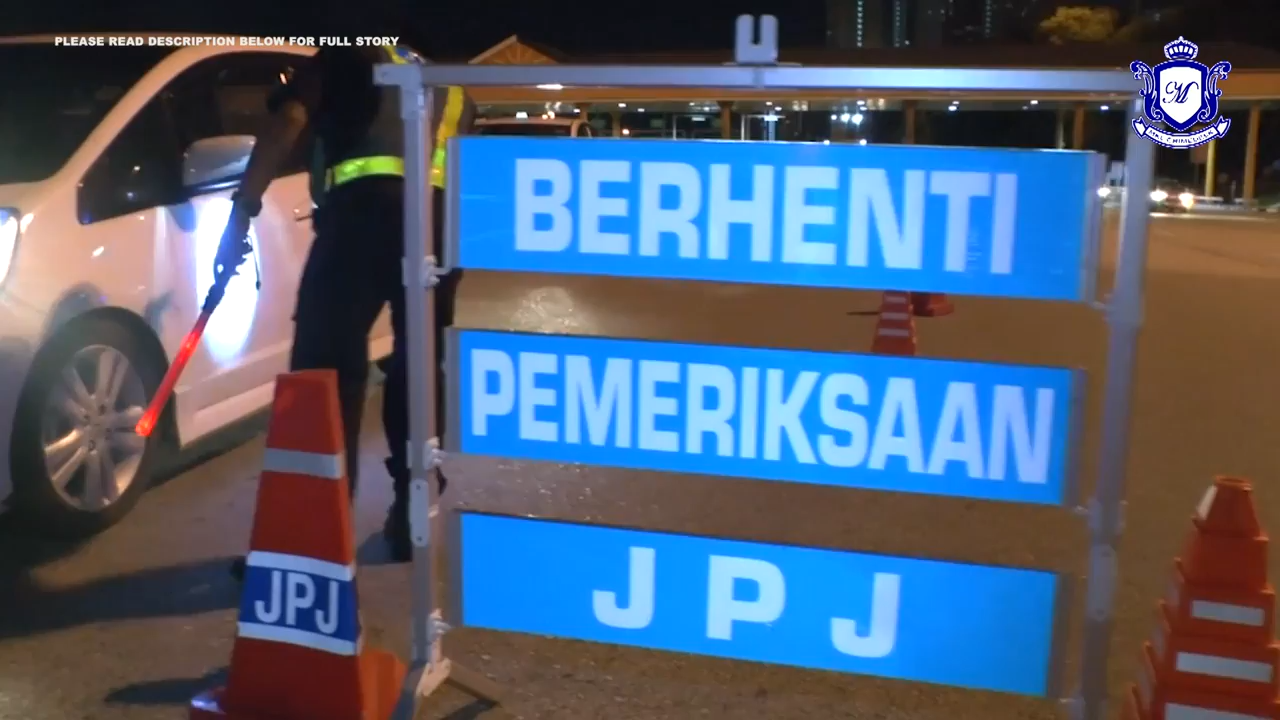 PLEASE READ DESCRIPTION BELOW FOR FULL STORY
M
BERHENTI
PEMERIKSAAN
J P J
JPJ